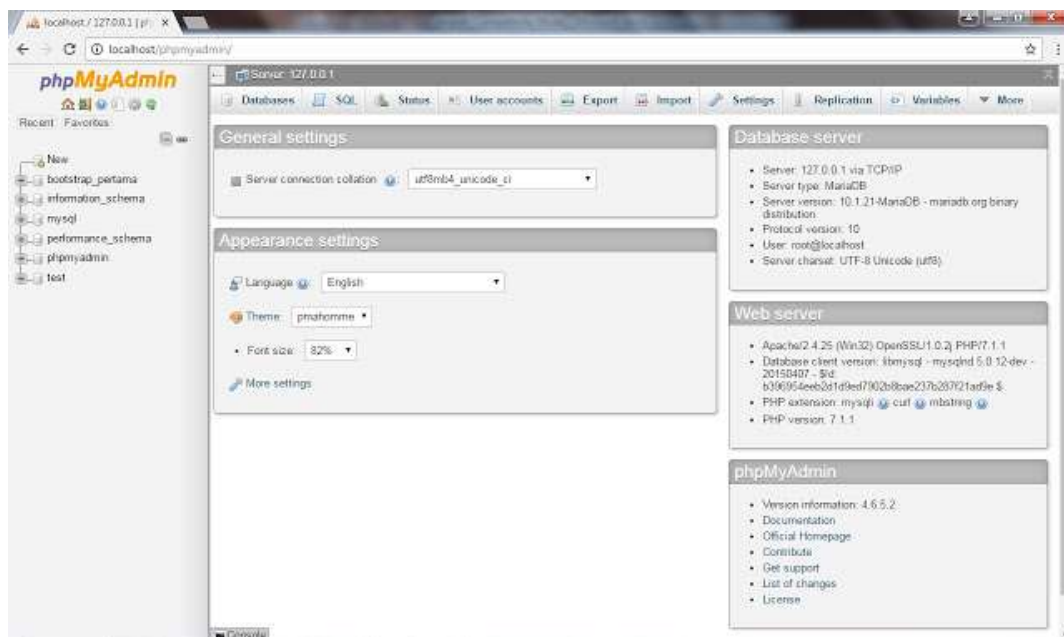 localhost / 127.0.0.1 | ph
localhost/phpmyadmin/
phpMyAdmin
Recent Favorites
New
bootstrap_pertama
information_schema
mysql
performance_schema
phpmyadmin
test
Server: 127.0.0.1
Databases SQL Status User accounts Export Import Settings Replication Variables More
General settings
Server connection collation : utf8mb4_unicode_ci
Appearance settings
Language : English
Theme: pmahomme
• Font size: 82%
More settings
Database server
• Server: 127.0.0.1 via TCP/IP
• Server type: MariaDB
• Server version: 10.1.21-MariaDB - mariadb.org binary
distribution
• Protocol version: 10
• User: root@localhost
• Server charset: UTF-8 Unicode (utf8)
Web server
• Apache/2.4.25 (Win32) OpenSSL/1.0.2j PHP/7.1.1
• Database client version: libmysql - mysqlnd 5.0.12-dev -
20150407 - $Id:
$
• PHP extension: mysqli curl mbstring
• PHP version: 7.1.1
phpMyAdmin
• Version information: 4.6.5.2
• Documentation
• Official Homepage
• Contribute
• Get support
• List of changes
• License
Console